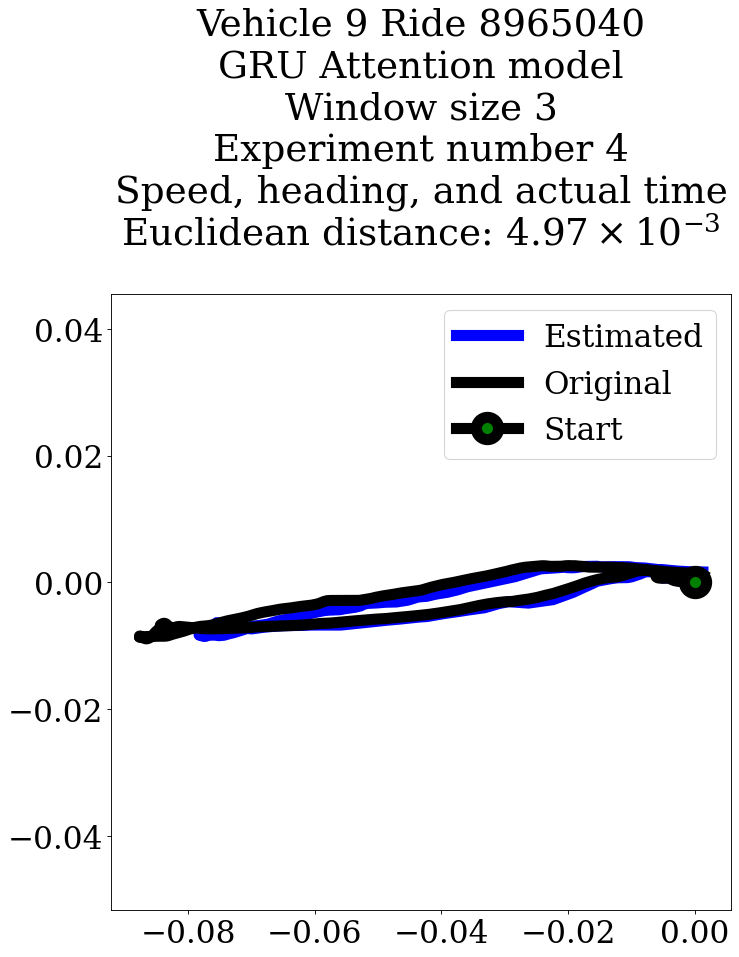 Vehicle 9 Ride 8965040
GRU Attention model
Window size 3
Experiment number 4
Speed, heading, and actual time
Euclidean distance: 4.97 × 10⁻³
Estimated
Original
Start
0.04
0.02
0.00
−0.02
−0.04
−0.08 −0.06 −0.04 −0.02 0.00